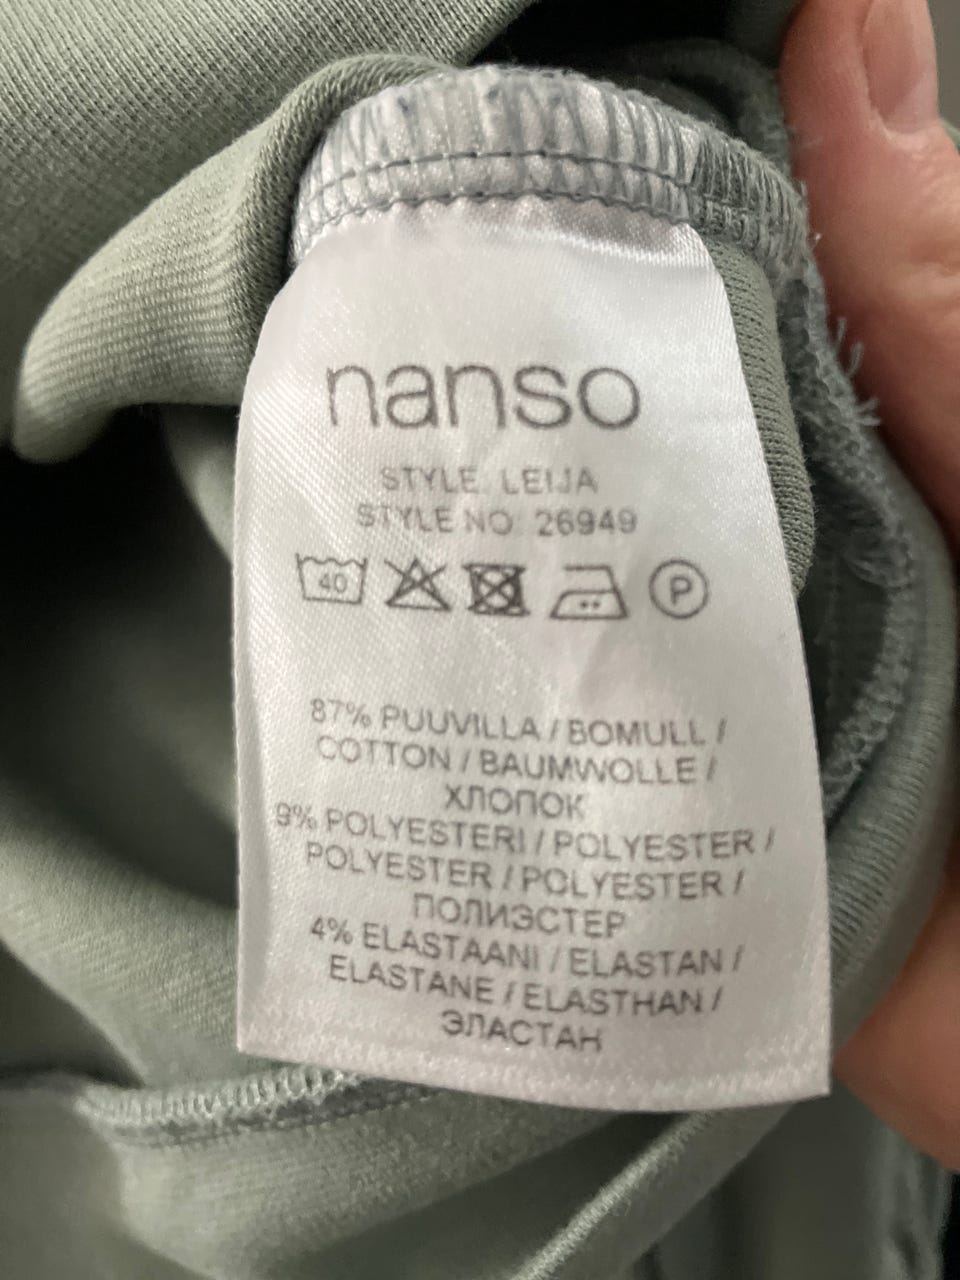 nanso
STYLE: LEIJA
STYLE NO: 26949
40 P
87% PUUVILLA / BOMULL /
COTTON / BAUMWOLLE /
ХЛОПОК
9% POLYESTERI / POLYESTER /
POLYESTER / POLYESTER /
ПОЛИЭСТЕР
4% ELASTAANI / ELASTAN /
ELASTANE / ELASTHAN /
ЭЛАСТАН